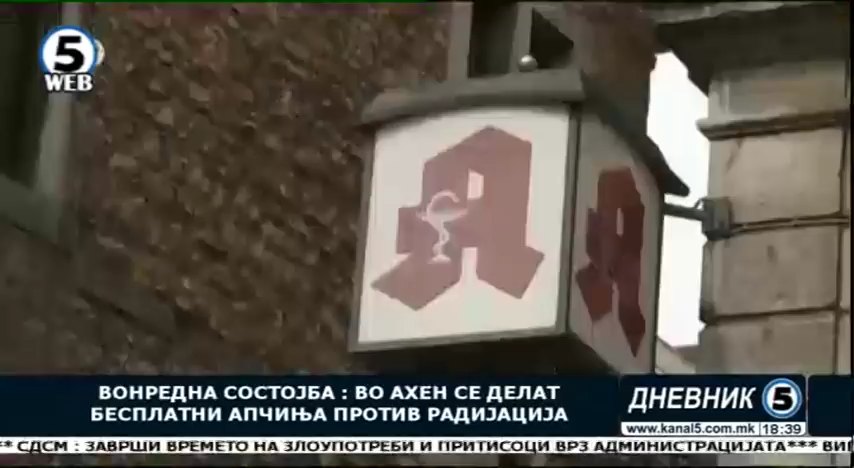 5
WEB
A
ВОНРЕДНА СОСТОЈБА : ВО АХЕН СЕ ДЕЛАТ
БЕСПЛАТНИ АПЧИЊА ПРОТИВ РАДИЈАЦИЈА
ДНЕВНИК 5
www.kanal5.com.mk 18:39
** СДСМ : ЗАВРШИ ВРЕМЕТО НА ЗЛОУПОТРЕБИ И ПРИТИСОЦИ ВРЗ АДМИНИСТРАЦИЈАТА***